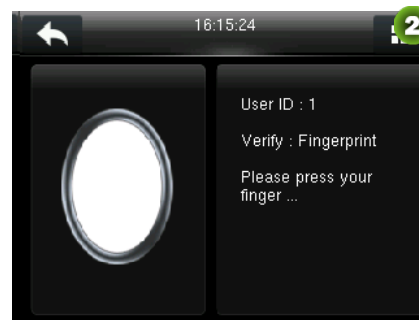 16:15:24
2
User ID : 1
Verify : Fingerprint
Please press your
finger ...